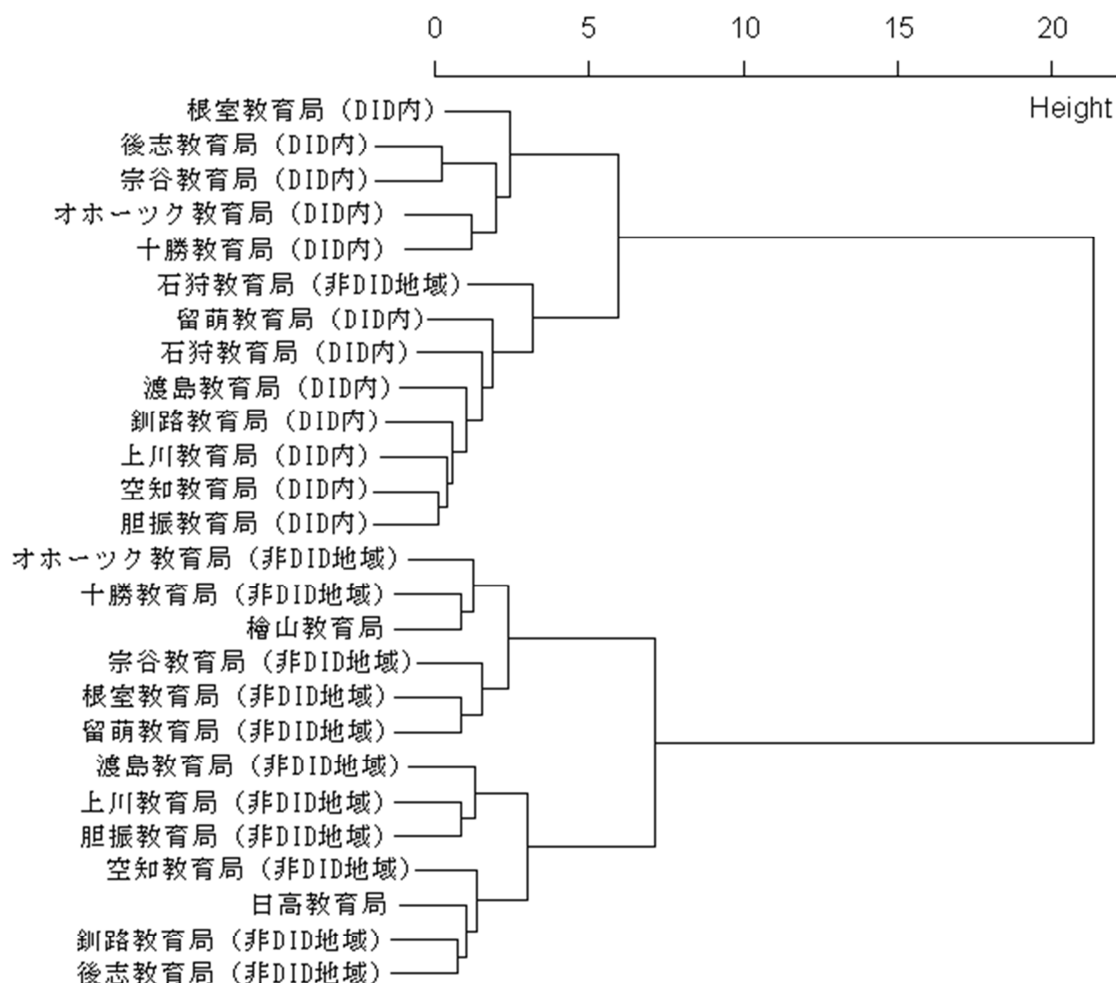 0 5 10 15 20
Height
根室教育局 (DID内)
後志教育局 (DID内)
宗谷教育局 (DID内)
オホーツク教育局 (DID内)
十勝教育局 (DID内)
石狩教育局 (非DID地域)
留萌教育局 (DID内)
石狩教育局 (DID内)
渡島教育局 (DID内)
釧路教育局 (DID内)
上川教育局 (DID内)
空知教育局 (DID内)
胆振教育局 (DID内)
オホーツク教育局 (非DID地域)
十勝教育局 (非DID地域)
檜山教育局
宗谷教育局 (非DID地域)
根室教育局 (非DID地域)
留萌教育局 (非DID地域)
渡島教育局 (非DID地域)
上川教育局 (非DID地域)
胆振教育局 (非DID地域)
空知教育局 (非DID地域)
日高教育局
釧路教育局 (非DID地域)
後志教育局 (非DID地域)